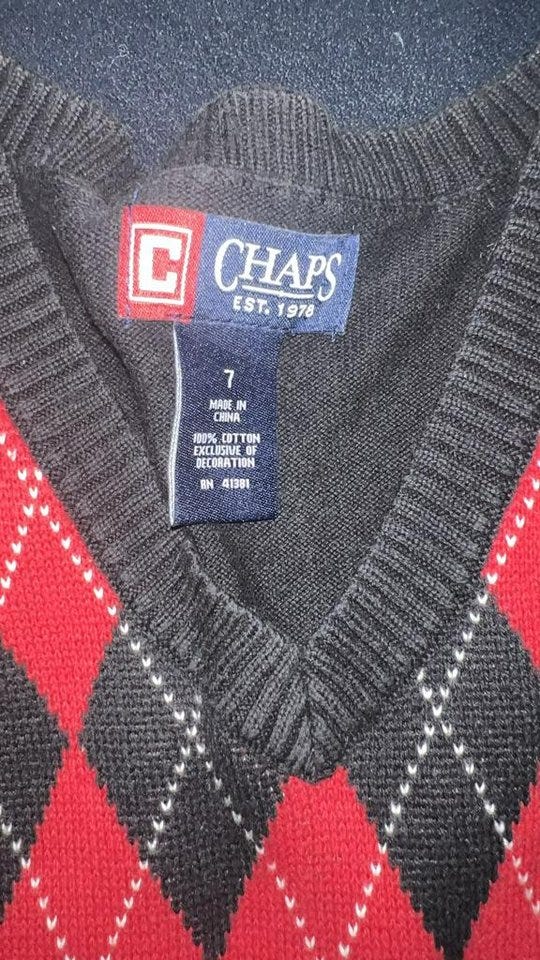 C
CHAPS
EST. 1978
7
MADE IN
CHINA
100% COTTON
EXCLUSIVE OF
DECORATION
RN 41381